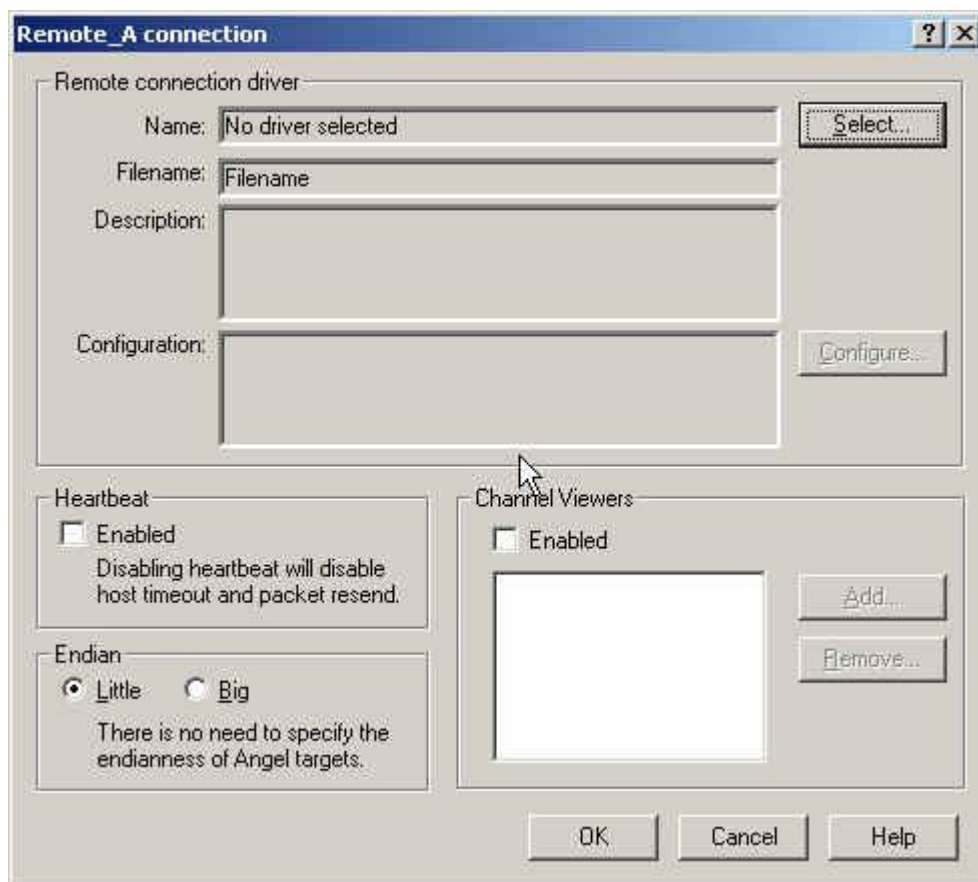 Remote_A connection
Remote connection driver
Name: No driver selected
Select...
Filename: Filename
Description:
Configuration:
Configure...
Heartbeat
Enabled
Disabling heartbeat will disable
host timeout and packet resend.
Endian
Little Big
There is no need to specify the
endianness of Angel targets.
Channel Viewers
Enabled
Add...
Remove...
OK Cancel Help